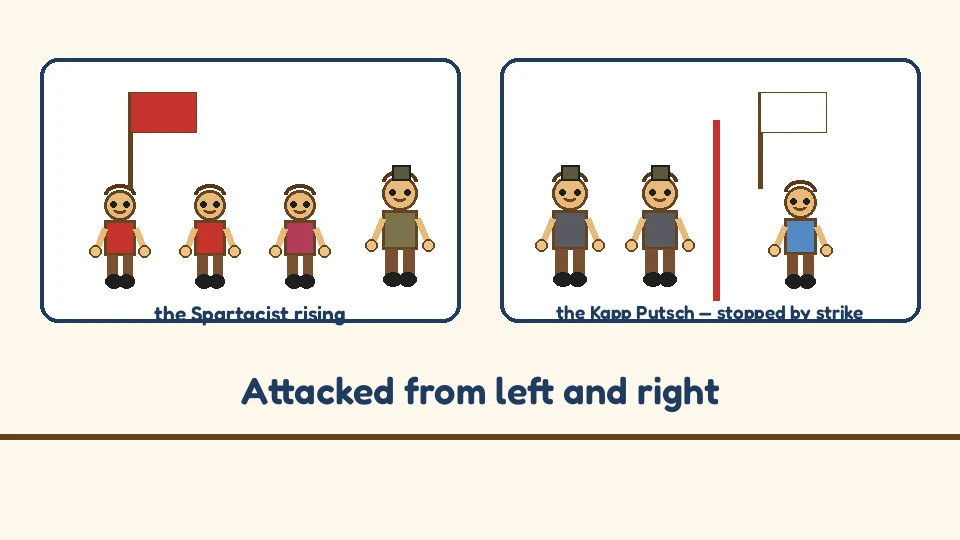 the Spartacist rising
the Kapp Putsch — stopped by strike
Attacked from left and right